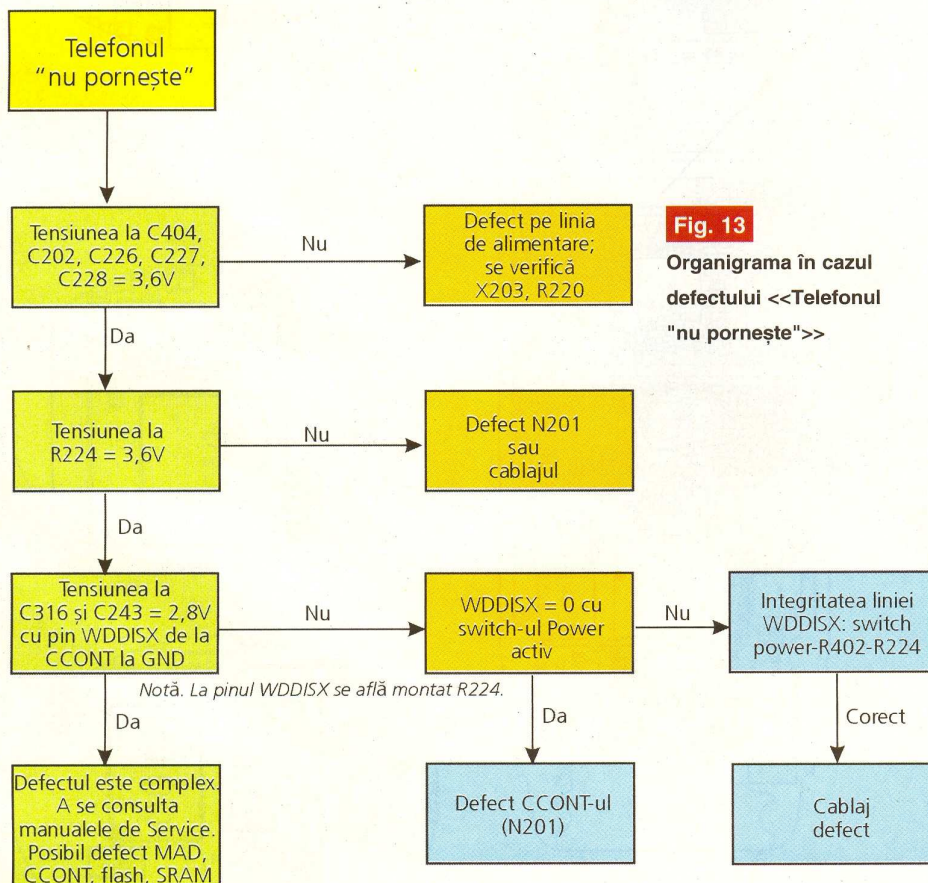 Telefonul
"nu pornește"
Tensiunea la C404,
C202, C226, C227,
C228 = 3,6V
Nu
Defect pe linia
de alimentare;
se verifică
X203, R220
Fig. 13
Organigrama în cazul
defectului <<Telefonul
"nu pornește">>
Da
Tensiunea la
R224 = 3,6V
Nu
Defect N201
sau
cablajul
Da
Tensiunea la
C316 și C243 = 2,8V
cu pin WDDISX de la
CCONT la GND
Nu
WDDISX = 0 cu
switch-ul Power
activ
Nu
Integritatea liniei
WDDISX: switch
power-R402-R224
Notă. La pinul WDDISX se află montat R224.
Da
Da
Corect
Defectul este complex.
A se consulta
manualele de Service.
Posibil defect MAD,
CCONT, flash, SRAM
Defect CCONT-ul
(N201)
Cablaj
defect